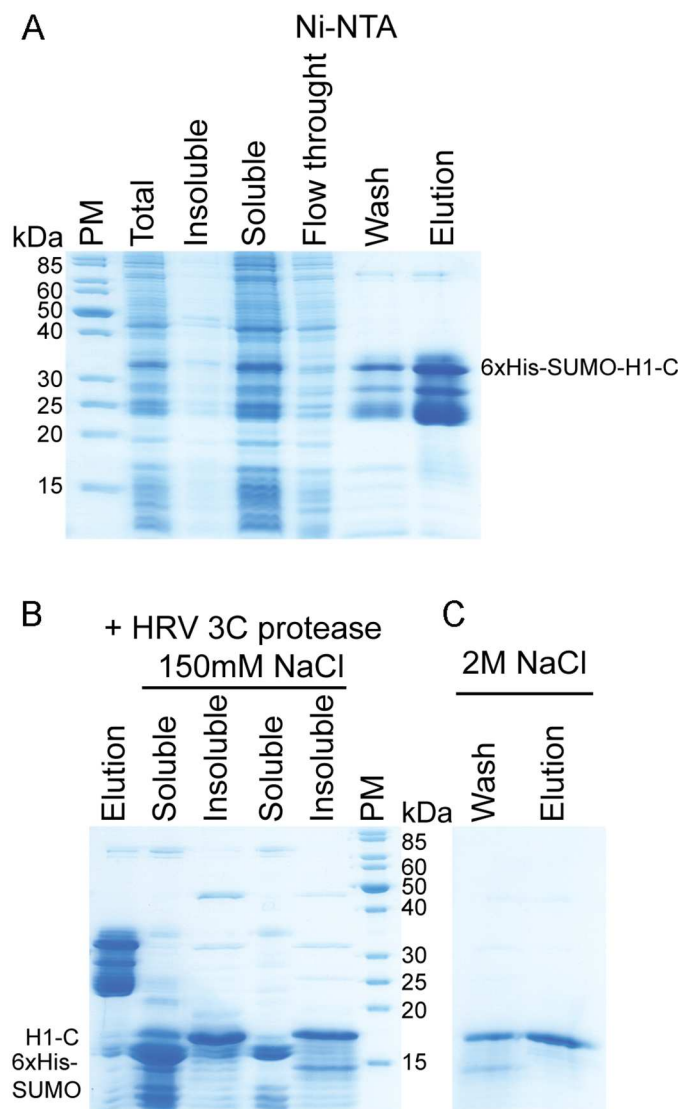 A
Ni-NTA
kDa
PM
Total
Insoluble
Soluble
Flow throught
Wash
Elution
85
60
50
40
30
25
20
15
6xHis-SUMO-H1-C
B
+ HRV 3C protease
150mM NaCl
Elution
Soluble
Insoluble
Soluble
Insoluble
PM
kDa
85
60
50
40
30
25
20
15
H1-C
6xHis-
SUMO
C
2M NaCl
Wash
Elution